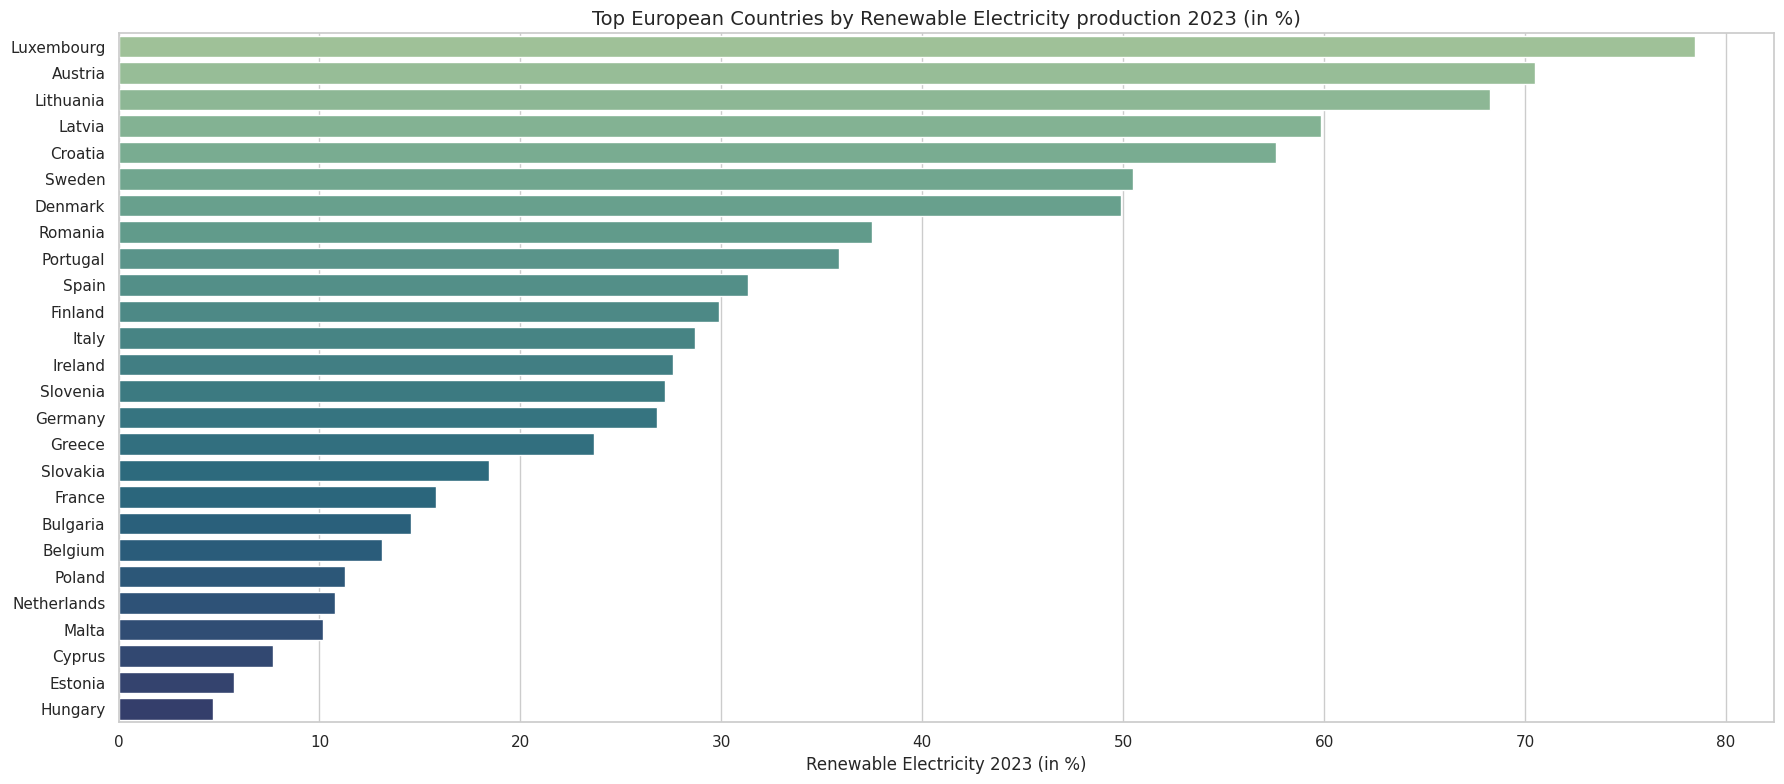 Top European Countries by Renewable Electricity production 2023 (in %)
Luxembourg
Austria
Lithuania
Latvia
Croatia
Sweden
Denmark
Romania
Portugal
Spain
Finland
Italy
Ireland
Slovenia
Germany
Greece
Slovakia
France
Bulgaria
Belgium
Poland
Netherlands
Malta
Cyprus
Estonia
Hungary
0 10 20 30 40 50 60 70 80
Renewable Electricity 2023 (in %)